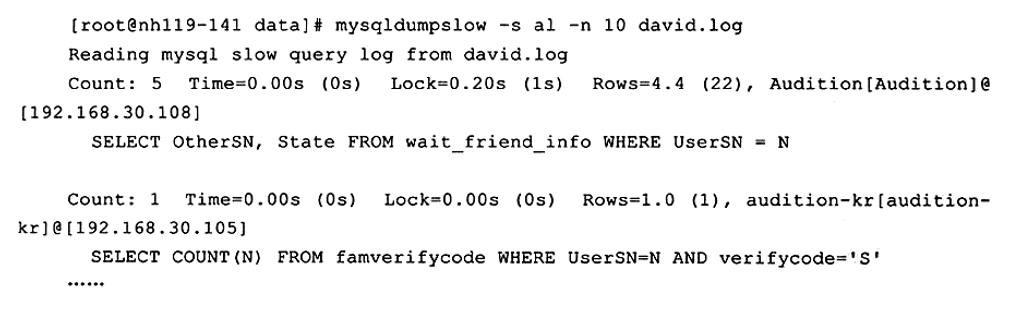 [root@nh119-141 data]# mysqldumpslow -s al -n 10 david.log
Reading mysql slow query log from david.log
Count: 5  Time=0.00s (0s)  Lock=0.20s (1s)  Rows=4.4 (22), Audition[Audition]@
[192.168.30.108]
SELECT OtherSN, State FROM wait_friend_info WHERE UserSN = N
Count: 1  Time=0.00s (0s)  Lock=0.00s (0s)  Rows=1.0 (1), audition-kr[audition-
kr]@[192.168.30.105]
SELECT COUNT(N) FROM famverifycode WHERE UserSN=N AND verifycode='S'
……